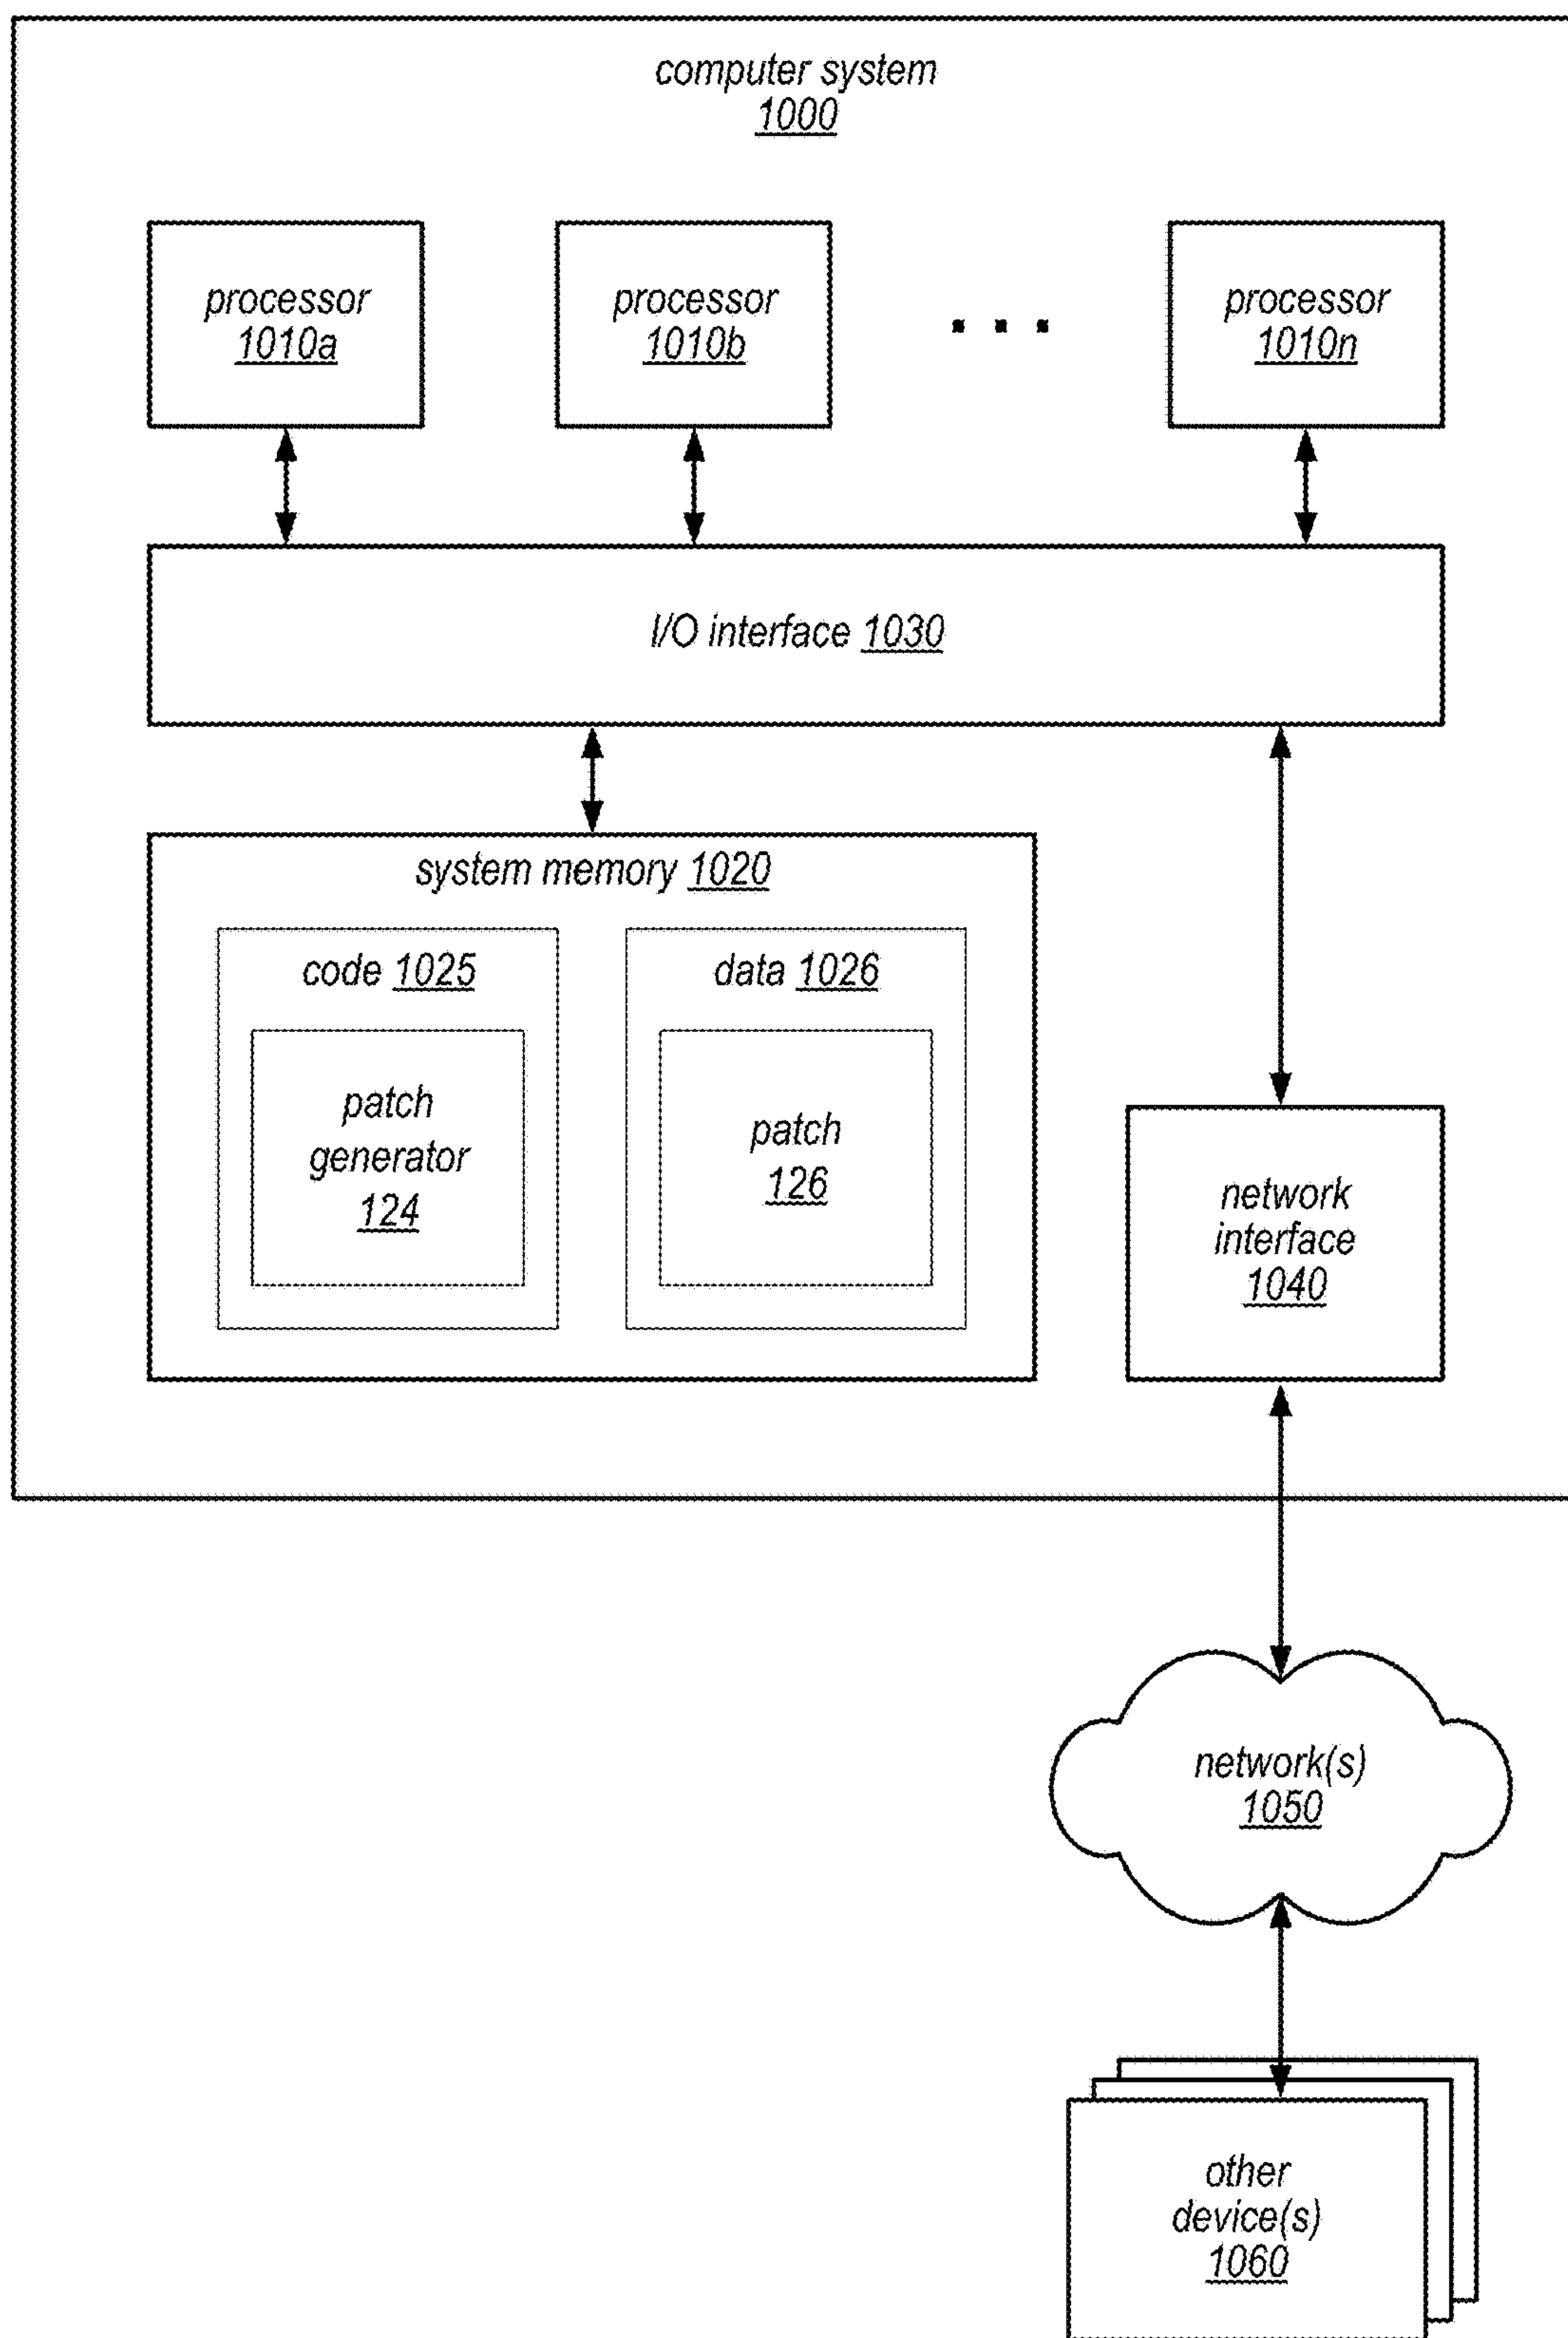 computer system
1000
processor
1010a
processor
1010b
processor
1010n
I/O interface 1030
system memory 1020
code 1025
data 1026
patch
generator
124
patch
126
network
interface
1040
network(s)
1050
other
device(s)
1060